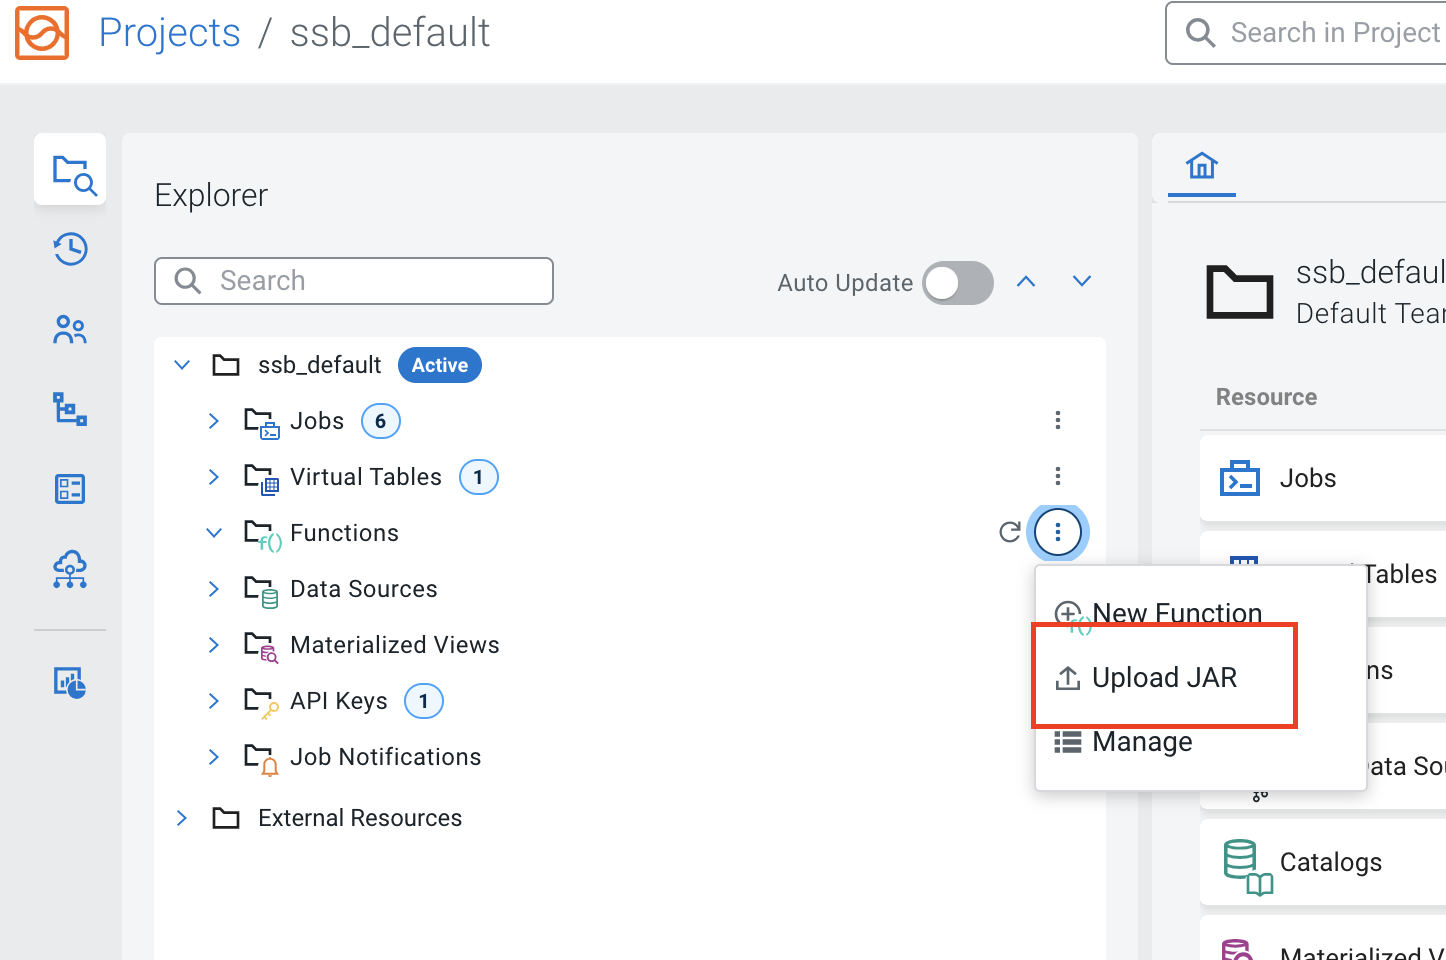 Projects / ssb_default
Search in Project
Explorer
Search
Auto Update
ssb_default Active
Jobs 6
Virtual Tables 1
Functions
Data Sources
Materialized Views
API Keys 1
Job Notifications
External Resources
New Function
Upload JAR
Manage
ssb_defaul
Default Tea
Resource
Jobs
Tables
ns
ata So
Catalogs
Materialized V